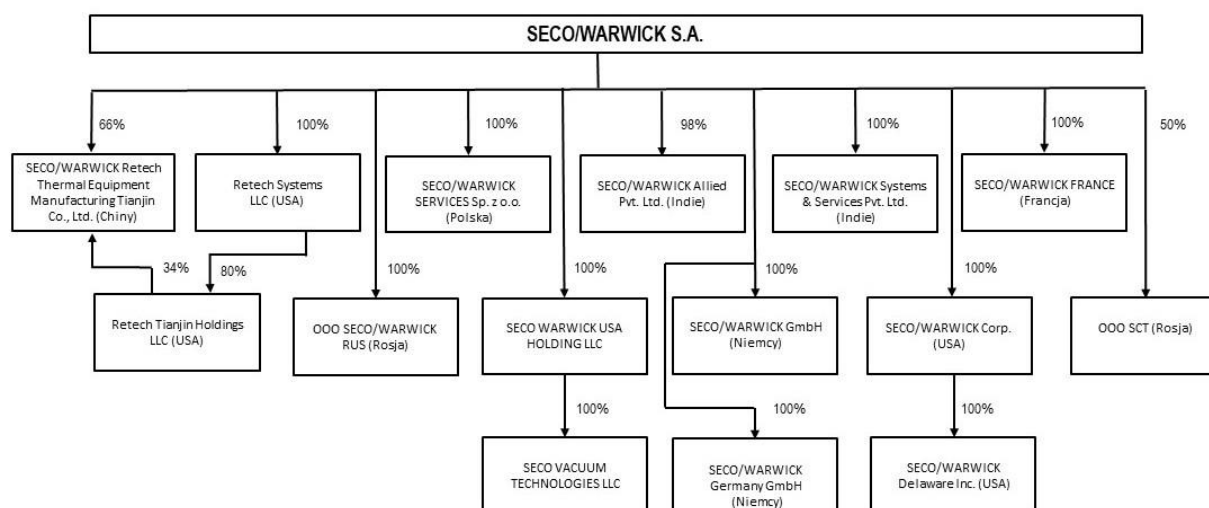 SECO/WARWICK S.A.
66%
100%
100%
98%
100%
100%
50%
SECO/WARWICK Retech
Thermal Equipment
Manufacturing Tianjin
Co., Ltd. (Chiny)
Retech Systems
LLC (USA)
SECO/WARWICK
SERVICES Sp. z o.o.
(Polska)
SECO/WARWICK Allied
Pvt. Ltd. (Indie)
SECO/WARWICK Systems
& Services Pvt. Ltd.
(Indie)
SECO/WARWICK FRANCE
(Francja)
34%
80%
100%
100%
100%
100%
Retech Tianjin Holdings
LLC (USA)
OOO SECO/WARWICK
RUS (Rosja)
SECO WARWICK USA
HOLDING LLC
SECO/WARWICK GmbH
(Niemcy)
SECO/WARWICK Corp.
(USA)
OOO SCT (Rosja)
100%
100%
100%
SECO VACUUM
TECHNOLOGIES LLC
SECO/WARWICK
Germany GmbH
(Niemcy)
SECO/WARWICK
Delaware Inc. (USA)